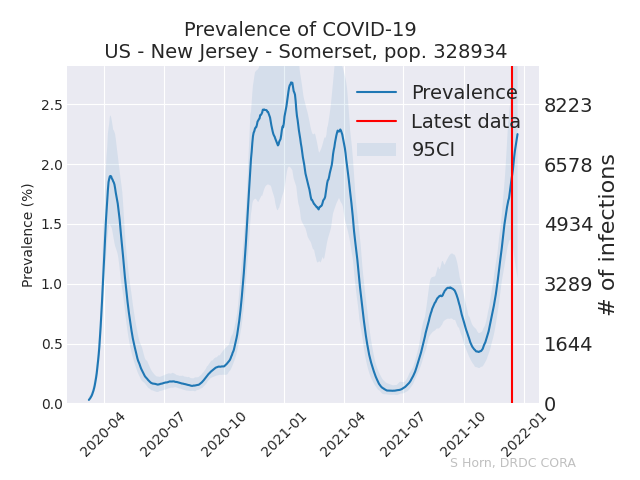 Prevalence of COVID-19
US - New Jersey - Somerset, pop. 328934
Prevalence
Latest data
95CI
2.5
2.0
1.5
1.0
0.5
0.0
Prevalence (%)
8223
6578
4934
3289
1644
0
# of infections
2020-04
2020-07
2020-10
2021-01
2021-04
2021-07
2021-10
2022-01
S Horn, DRDC CORA